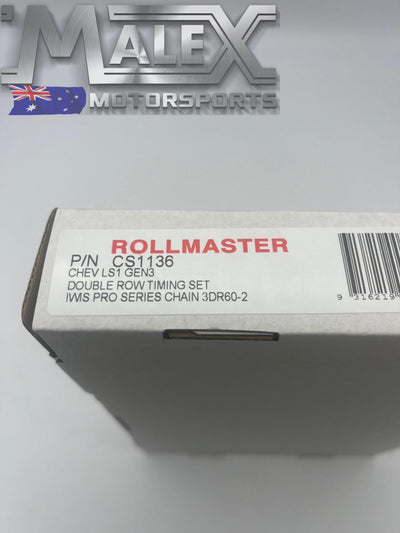 MALEX
MOTORSPORTS
ROLLMASTER
P/N CS1136
CHEV LS1 GEN3
DOUBLE ROW TIMING SET
IWIS PRO SERIES CHAIN 3DR60-2
9 316219